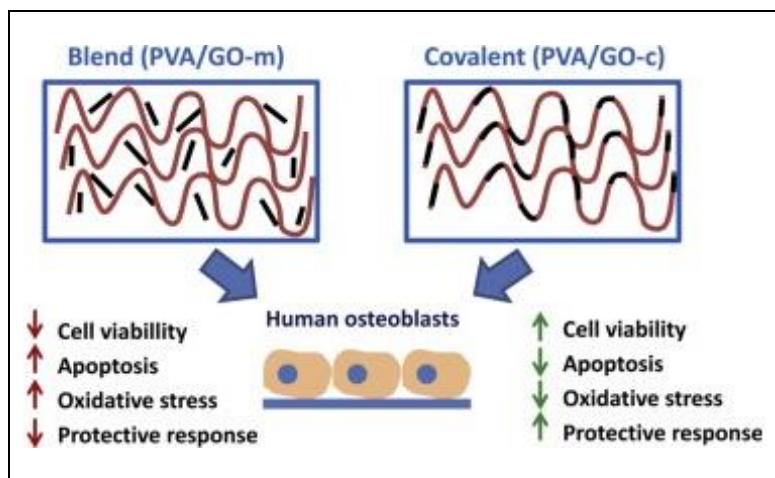 Blend (PVA/GO-m)
Covalent (PVA/GO-c)
Human osteoblasts
↓ Cell viabillity
↑ Apoptosis
↑ Oxidative stress
↓ Protective response
↑ Cell viability
↓ Apoptosis
↓ Oxidative stress
↑ Protective response